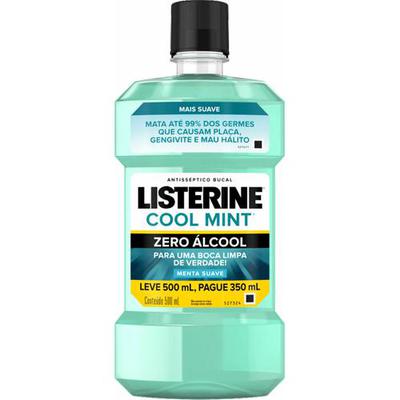 MAIS SUAVE
MATA ATÉ 99% DOS GERMES
QUE CAUSAM PLACA,
GENGIVITE E MAU HÁLITO
ANTISSÉPTICO BUCAL
LISTERINE
COOL MINT
ZERO ÁLCOOL
PARA UMA BOCA LIMPA
DE VERDADE!
MENTA SUAVE
LEVE 500 mL, PAGUE 350 mL
Conteúdo 500 mL
527324